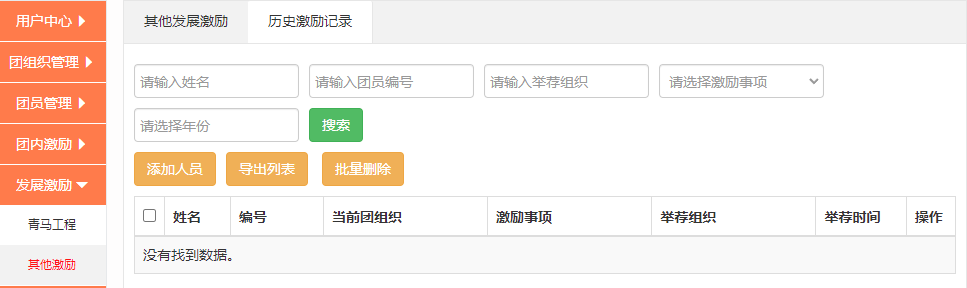 用户中心
团组织管理
团员管理
团内激励
发展激励
青马工程
其他激励
其他发展激励 历史激励记录
请输入姓名 请输入团员编号 请输入举荐组织 请选择激励事项
请选择年份 搜索
添加人员 导出列表 批量删除
姓名 编号 当前团组织 激励事项 举荐组织 举荐时间 操作
没有找到数据。